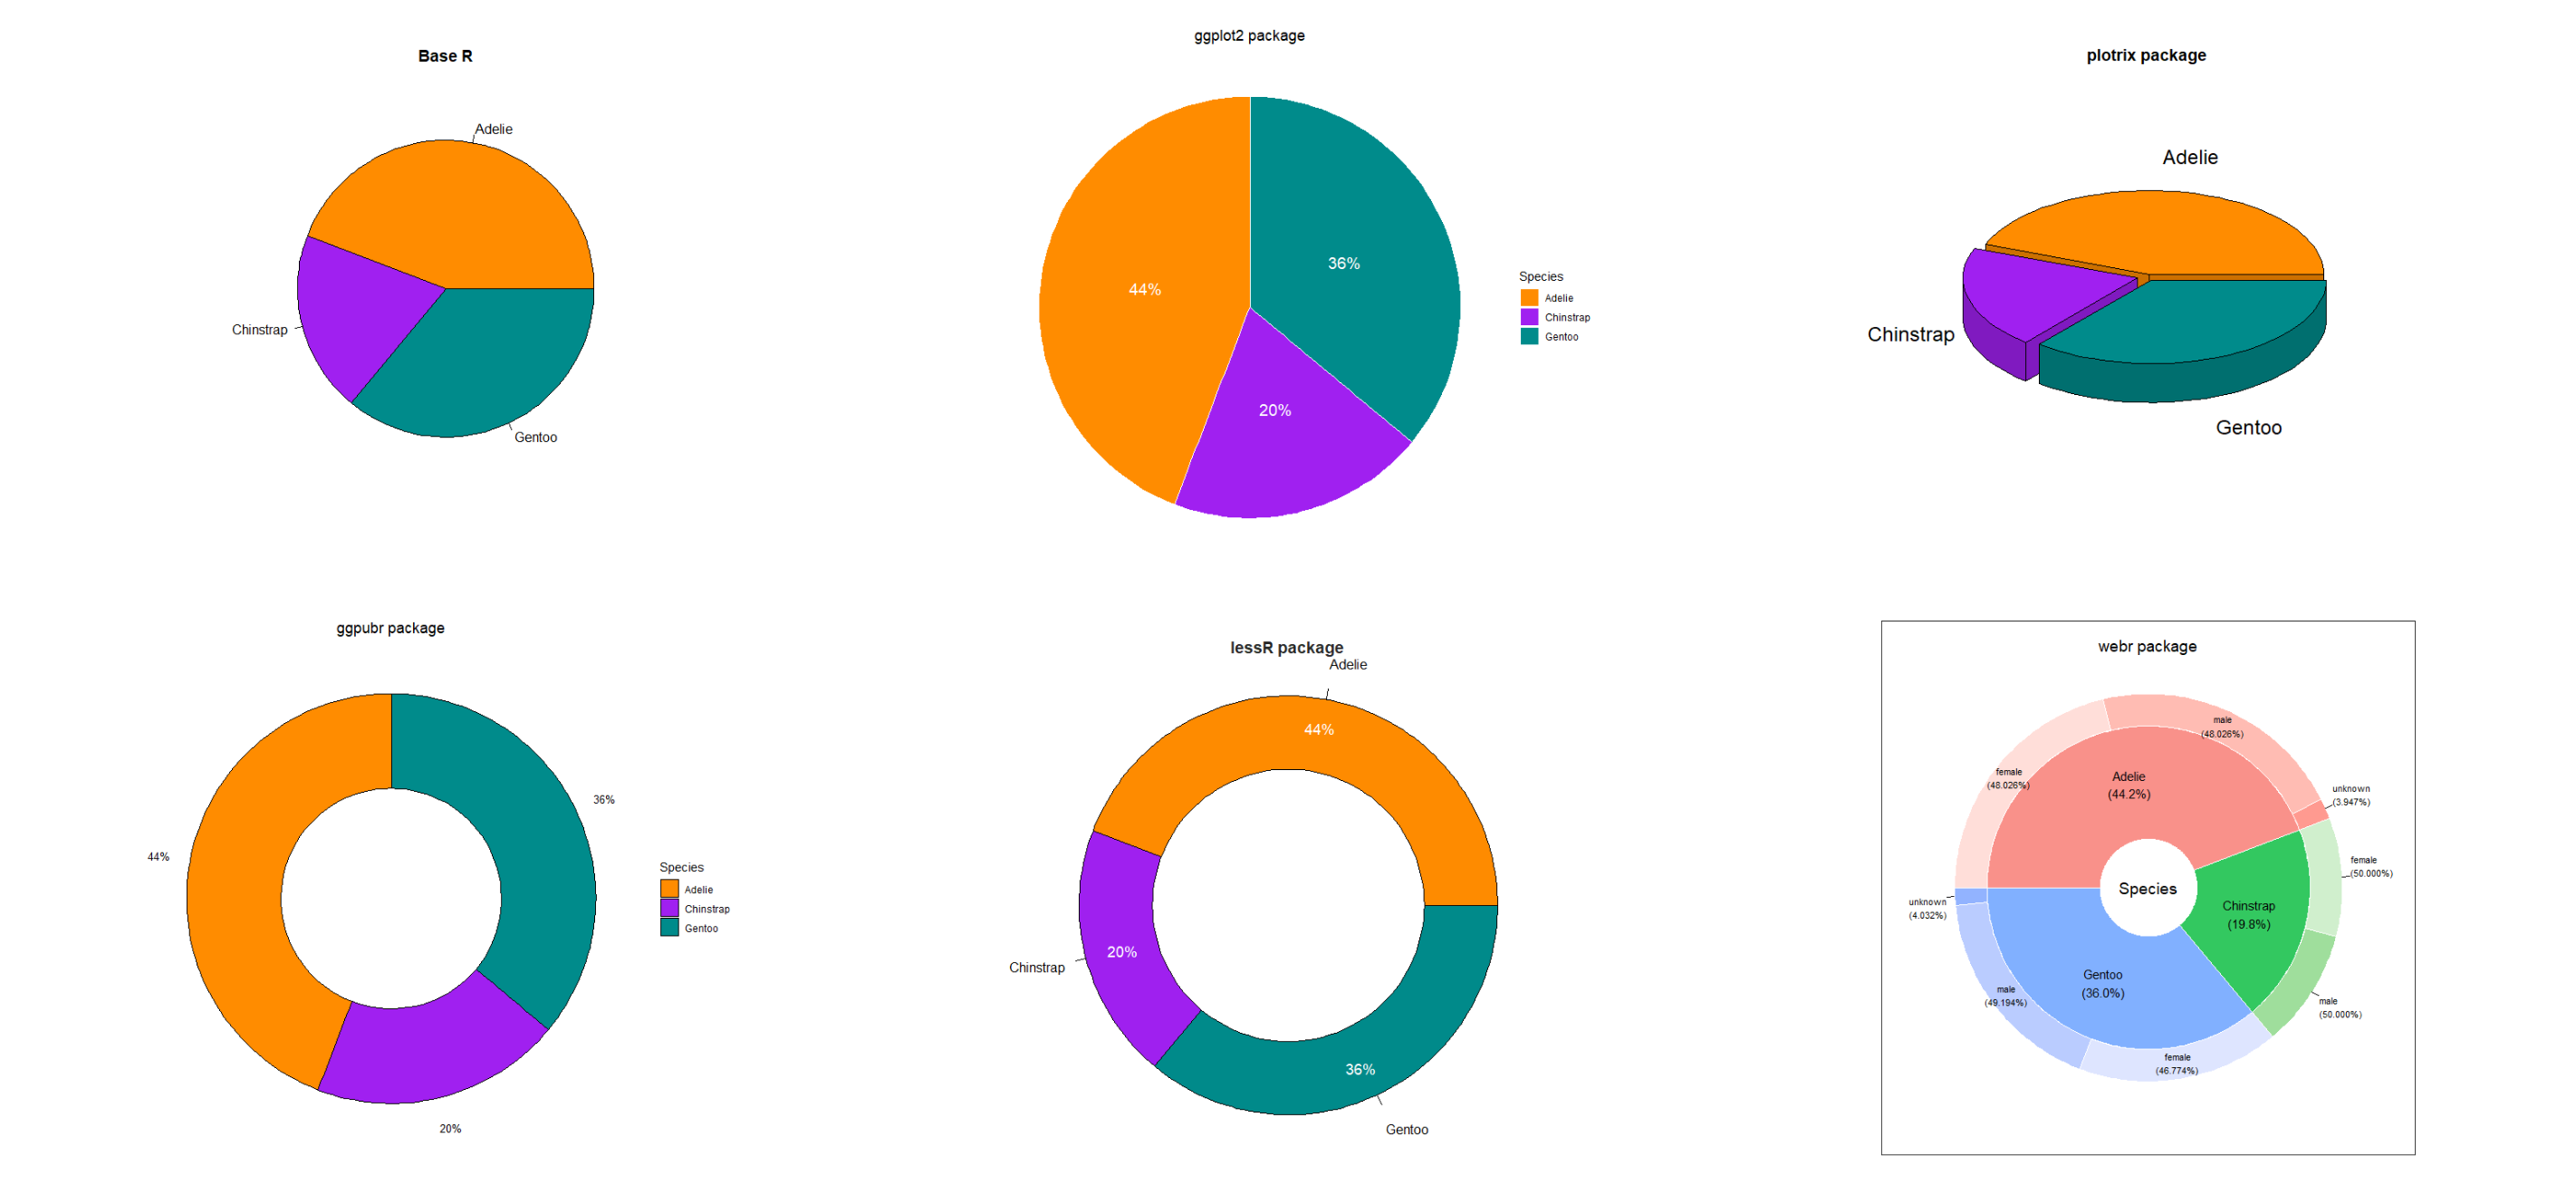 Base R
Adelie
Chinstrap
Gentoo
ggplot2 package
44%
36%
20%
Species
Adelie
Chinstrap
Gentoo
plotrix package
Adelie
Chinstrap
Gentoo
ggpubr package
44%
36%
20%
Species
Adelie
Chinstrap
Gentoo
lessR package
Adelie
44%
Chinstrap
20%
36%
Gentoo
webr package
male
(48.026%)
female
(48.026%)
Adelie
(44.2%)
unknown
(3.947%)
female
(50.000%)
Species
unknown
(4.032%)
Chinstrap
(19.8%)
Gentoo
(36.0%)
male
(49.194%)
male
(50.000%)
female
(46.774%)